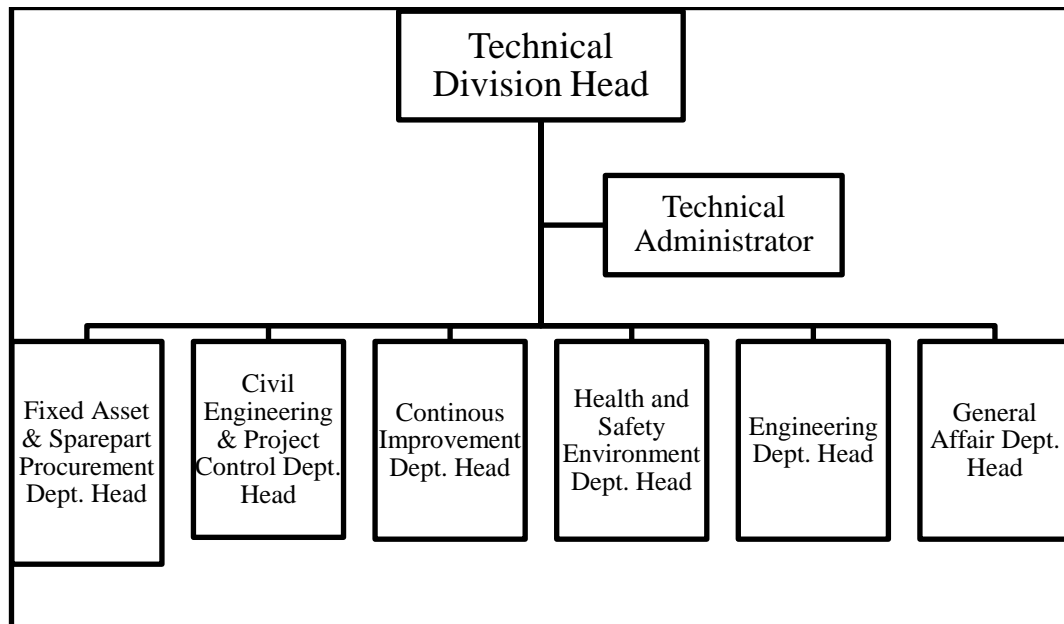 Technical
Division Head
Technical
Administrator
Fixed Asset
& Sparepart
Procurement
Dept. Head
Civil
Engineering
& Project
Control Dept.
Head
Continous
Improvement
Dept. Head
Health and
Safety
Environment
Dept. Head
Engineering
Dept. Head
General
Affair Dept.
Head